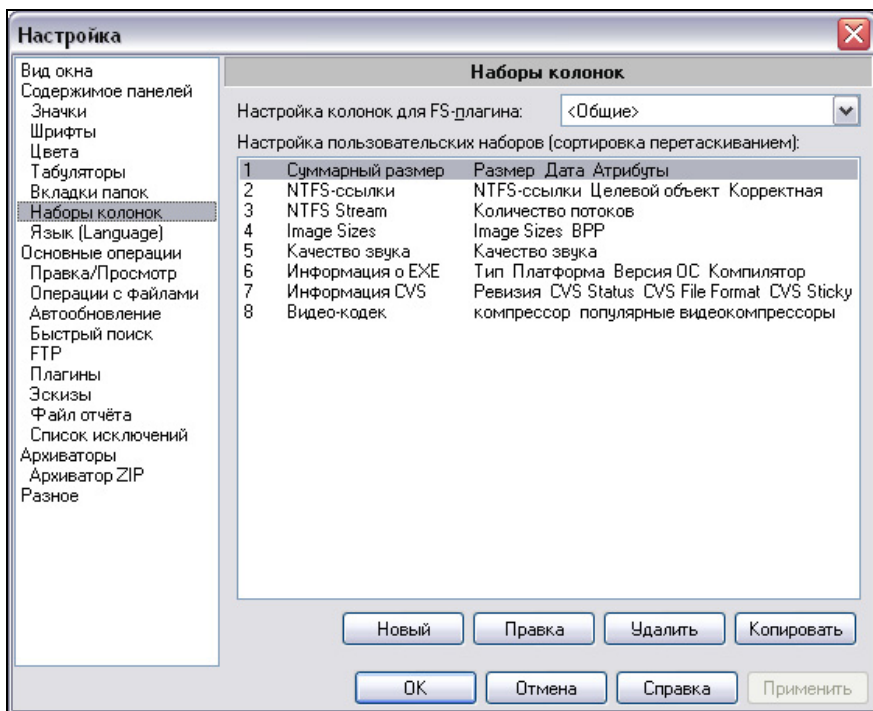 Настройка
Вид окна
Содержимое панелей
Значки
Шрифты
Цвета
Табуляторы
Вкладки папок
Наборы колонок
Язык (Language)
Основные операции
Правка/Просмотр
Операции с файлами
Автообновление
Быстрый поиск
FTP
Плагины
Эскизы
Файл отчёта
Список исключений
Архиваторы
Архиватор ZIP
Разное
Наборы колонок
Настройка колонок для FS-плагина: <Общие>
Настройка пользовательских наборов (сортировка перетаскиванием):
1 Суммарный размер Размер Дата Атрибуты
2 NTFS-ссылки NTFS-ссылки Целевой объект Корректная
3 NTFS Stream Количество потоков
4 Image Sizes Image Sizes BPP
5 Качество звука Качество звука
6 Информация о EXE Тип Платформа Версия ОС Компилятор
7 Информация CVS Ревизия CVS Status CVS File Format CVS Sticky
8 Видео-кодек компрессор популярные видеокомпрессоры
Новый Правка Удалить Копировать
OK Отмена Справка Применить